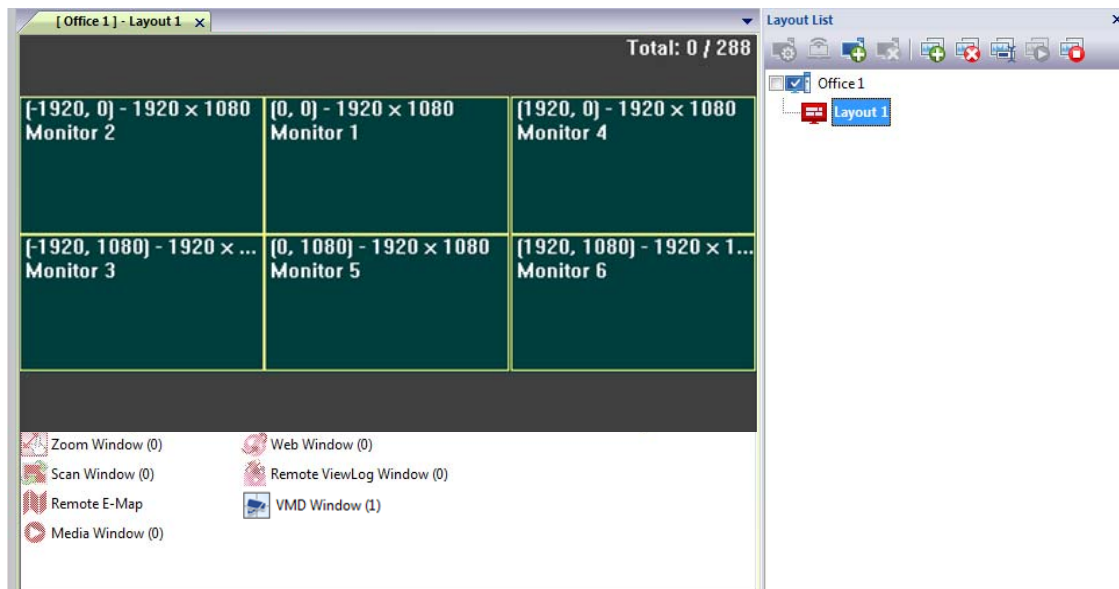 [ Office 1 ] - Layout 1 x
Total: 0 / 288
(-1920, 0) - 1920 × 1080
Monitor 2
(0, 0) - 1920 × 1080
Monitor 1
(1920, 0) - 1920 × 1080
Monitor 4
(-1920, 1080) - 1920 × ...
Monitor 3
(0, 1080) - 1920 × 1080
Monitor 5
(1920, 1080) - 1920 × 1...
Monitor 6
Zoom Window (0)
Web Window (0)
Scan Window (0)
Remote ViewLog Window (0)
Remote E-Map
VMD Window (1)
Media Window (0)
Layout List
Office 1
Layout 1